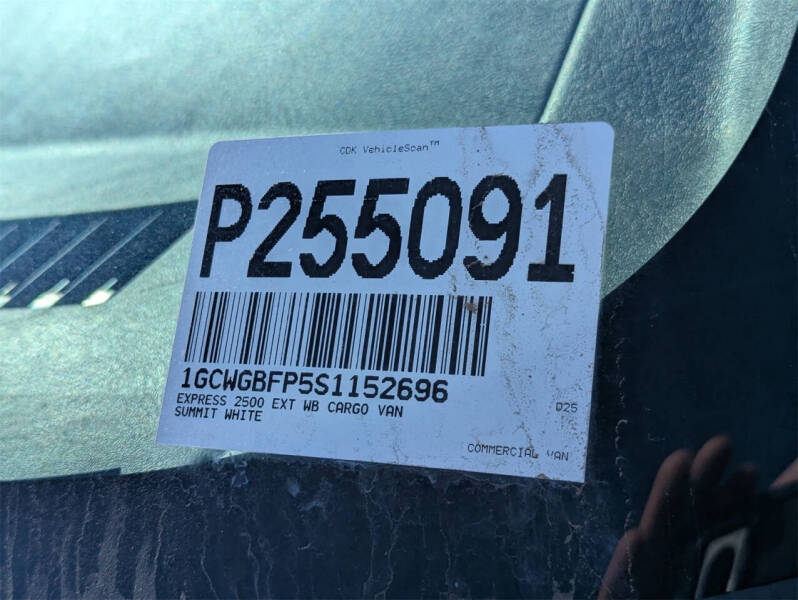 CDK VehicleScan™
P255091
1GCWGBFP5S1152696
EXPRESS 2500 EXT WB CARGO VAN
SUMMIT WHITE
D25
COMMERCIAL VAN